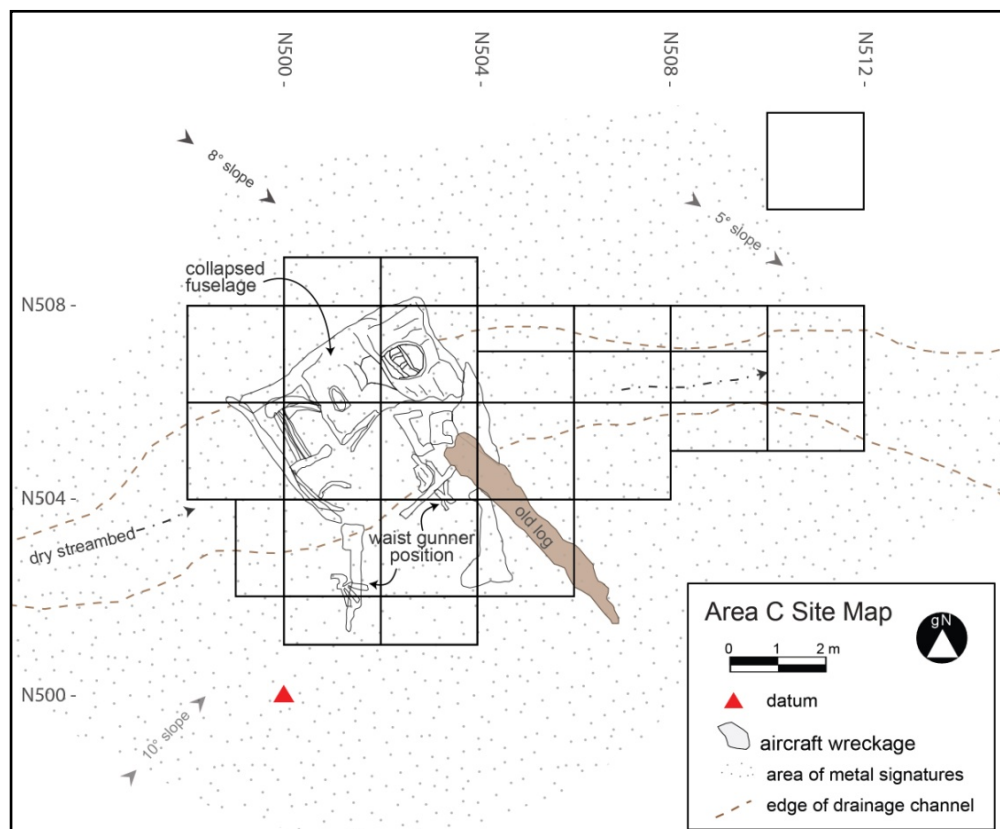 N500 -
N504 -
N508 -
N512 -
8° slope
5° slope
collapsed
fuselage
N508 -
N504 -
dry streambed
waist gunner
position
old log
N500 -
10° slope
Area C Site Map
gN
0 1 2 m
datum
aircraft wreckage
area of metal signatures
edge of drainage channel